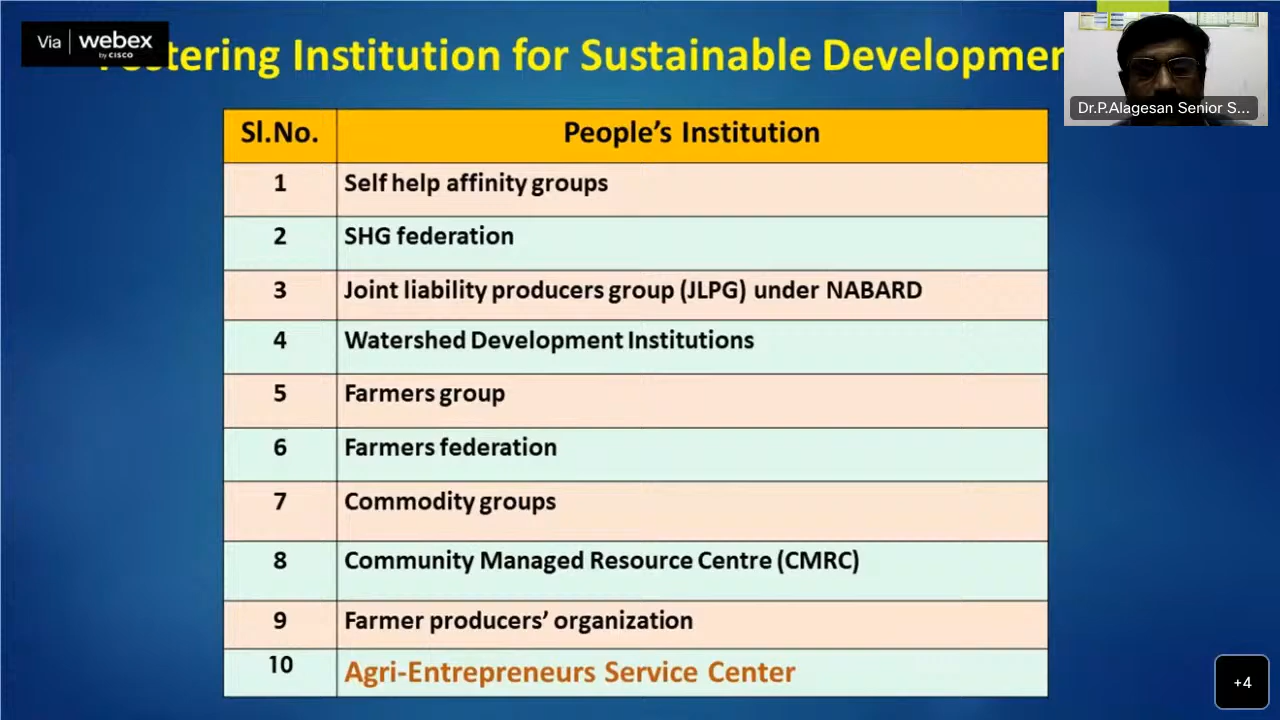 Via webex
by CISCO
Fostering Institution for Sustainable Developmen
Dr.P.Alagesan Senior S...
Sl.No. People's Institution
1 Self help affinity groups
2 SHG federation
3 Joint liability producers group (JLPG) under NABARD
4 Watershed Development Institutions
5 Farmers group
6 Farmers federation
7 Commodity groups
8 Community Managed Resource Centre (CMRC)
9 Farmer producers' organization
10 Agri-Entrepreneurs Service Center
+4